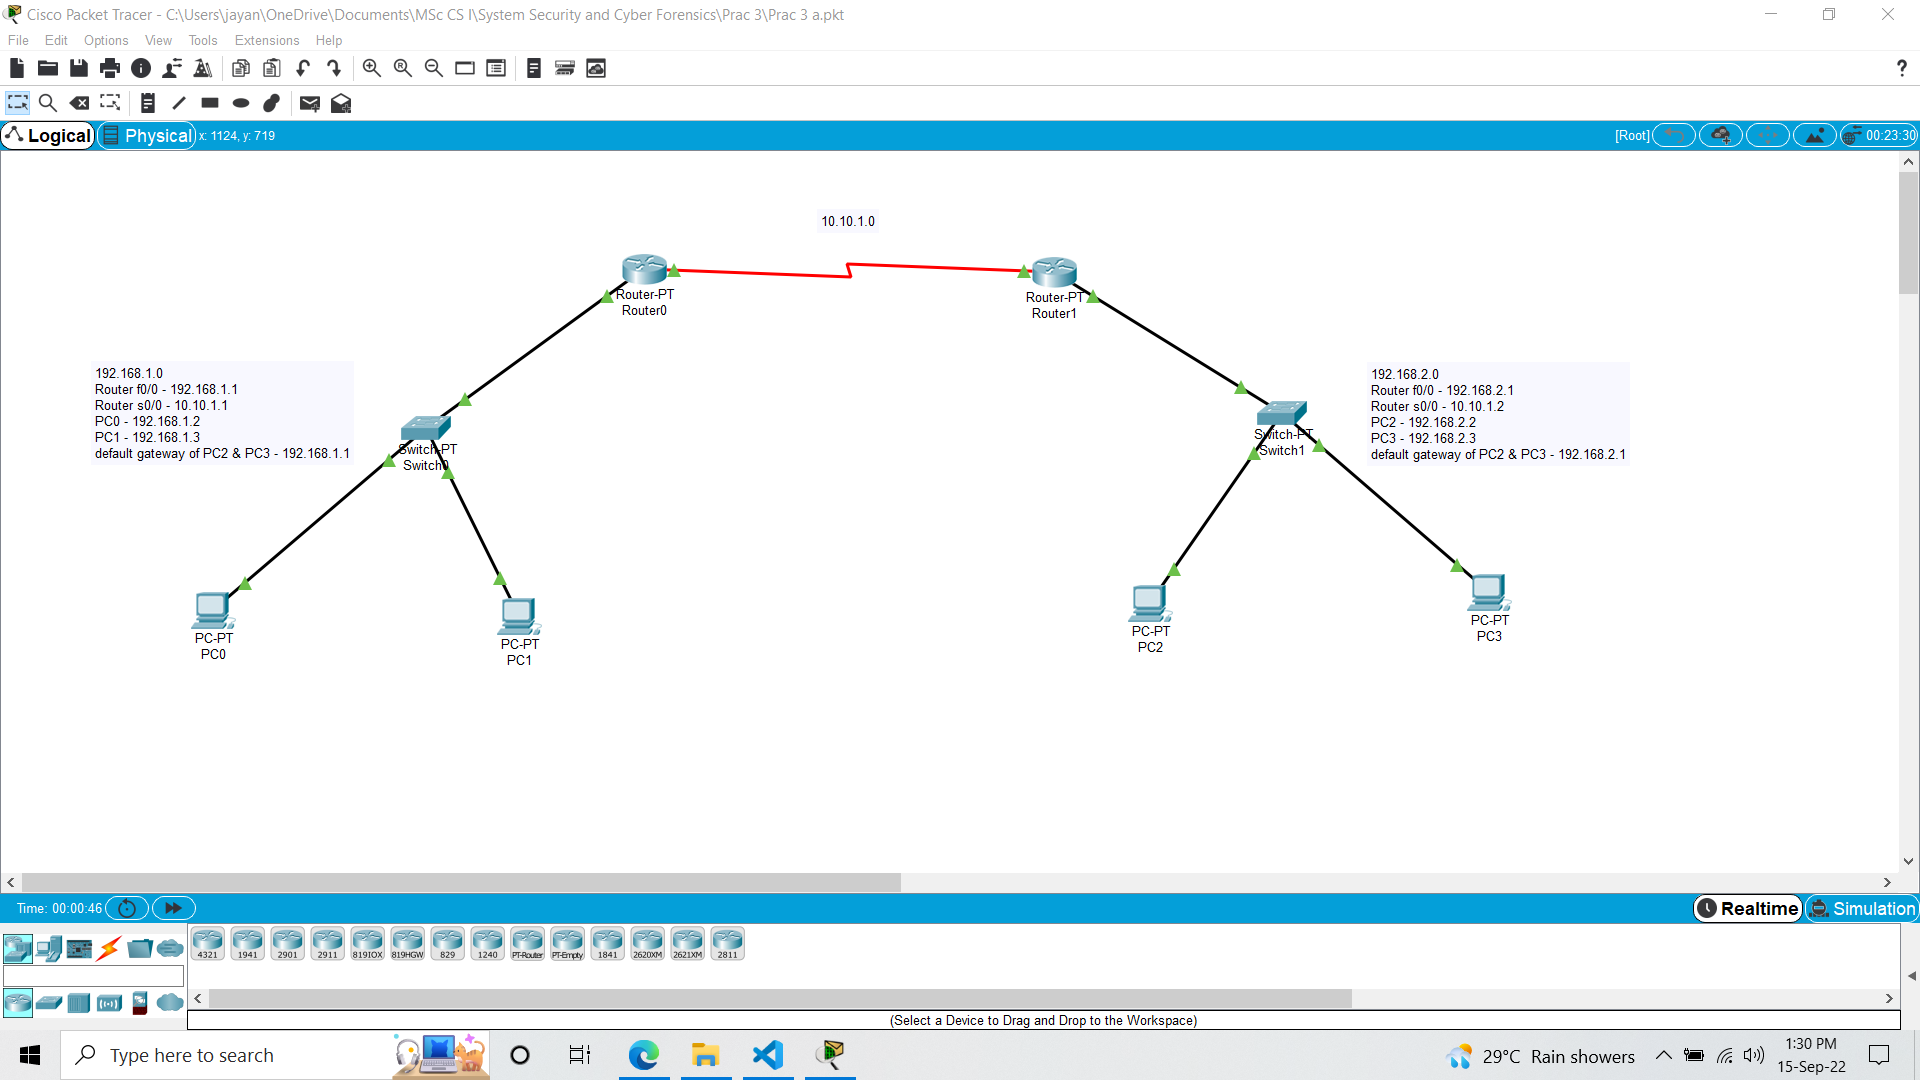 Cisco Packet Tracer - C:\Users\jayan\OneDrive\Documents\MSc CS I\System Security and Cyber Forensics\Prac 3\Prac 3 a.pkt
File Edit Options View Tools Extensions Help
?
Logical Physical x: 1124, y: 719 [Root] 00:23:30
10.10.1.0
Router-PT
Router0
Router-PT
Router1
192.168.1.0
Router f0/0 - 192.168.1.1
Router s0/0 - 10.10.1.1
PC0 - 192.168.1.2
PC1 - 192.168.1.3
default gateway of PC2 & PC3 - 192.168.1.1
192.168.2.0
Router f0/0 - 192.168.2.1
Router s0/0 - 10.10.1.2
PC2 - 192.168.2.2
PC3 - 192.168.2.3
default gateway of PC2 & PC3 - 192.168.2.1
Switch-PT
Switch0
Switch-PT
Switch1
PC-PT
PC0
PC-PT
PC1
PC-PT
PC2
PC-PT
PC3
Time: 00:00:46 Realtime Simulation
4321 1941 2901 2911 819IOX 819HGW 829 1240 PT-Router PT-Empty 1841 2620XM 2621XM 2811
(Select a Device to Drag and Drop to the Workspace)
Type here to search
29°C Rain showers
1:30 PM
15-Sep-22